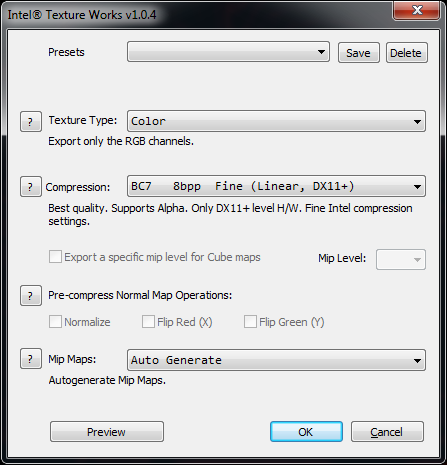 Intel® Texture Works v1.0.4
Presets Save Delete
? Texture Type: Color
Export only the RGB channels.
? Compression: BC7 8bpp Fine (Linear, DX11+)
Best quality. Supports Alpha. Only DX11+ level H/W. Fine Intel compression
settings.
Export a specific mip level for Cube maps Mip Level:
? Pre-compress Normal Map Operations:
Normalize Flip Red (X) Flip Green (Y)
? Mip Maps: Auto Generate
Autogenerate Mip Maps.
Preview OK Cancel